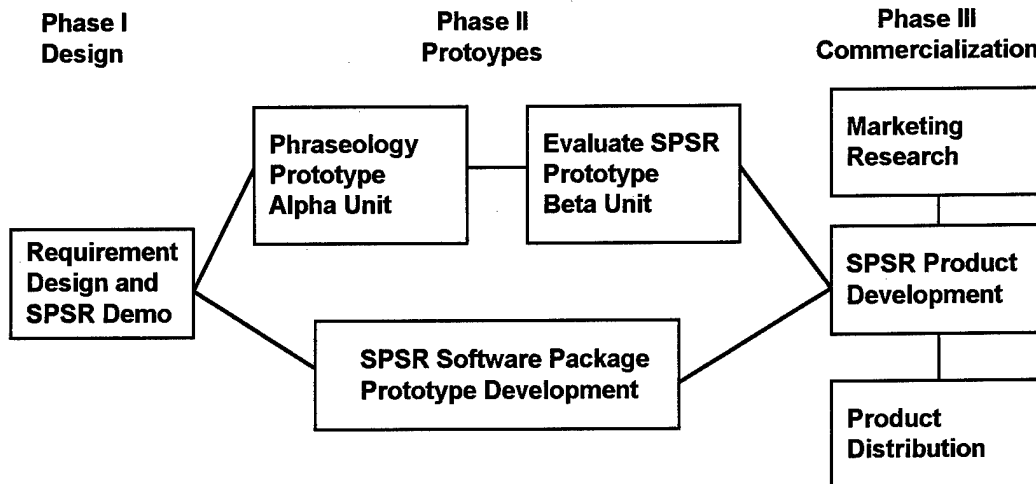 Phase I
Design
Phase II
Protoypes
Phase III
Commercialization
Requirement
Design and
SPSR Demo
Phraseology
Prototype
Alpha Unit
Evaluate SPSR
Prototype
Beta Unit
SPSR Software Package
Prototype Development
Marketing
Research
SPSR Product
Development
Product
Distribution